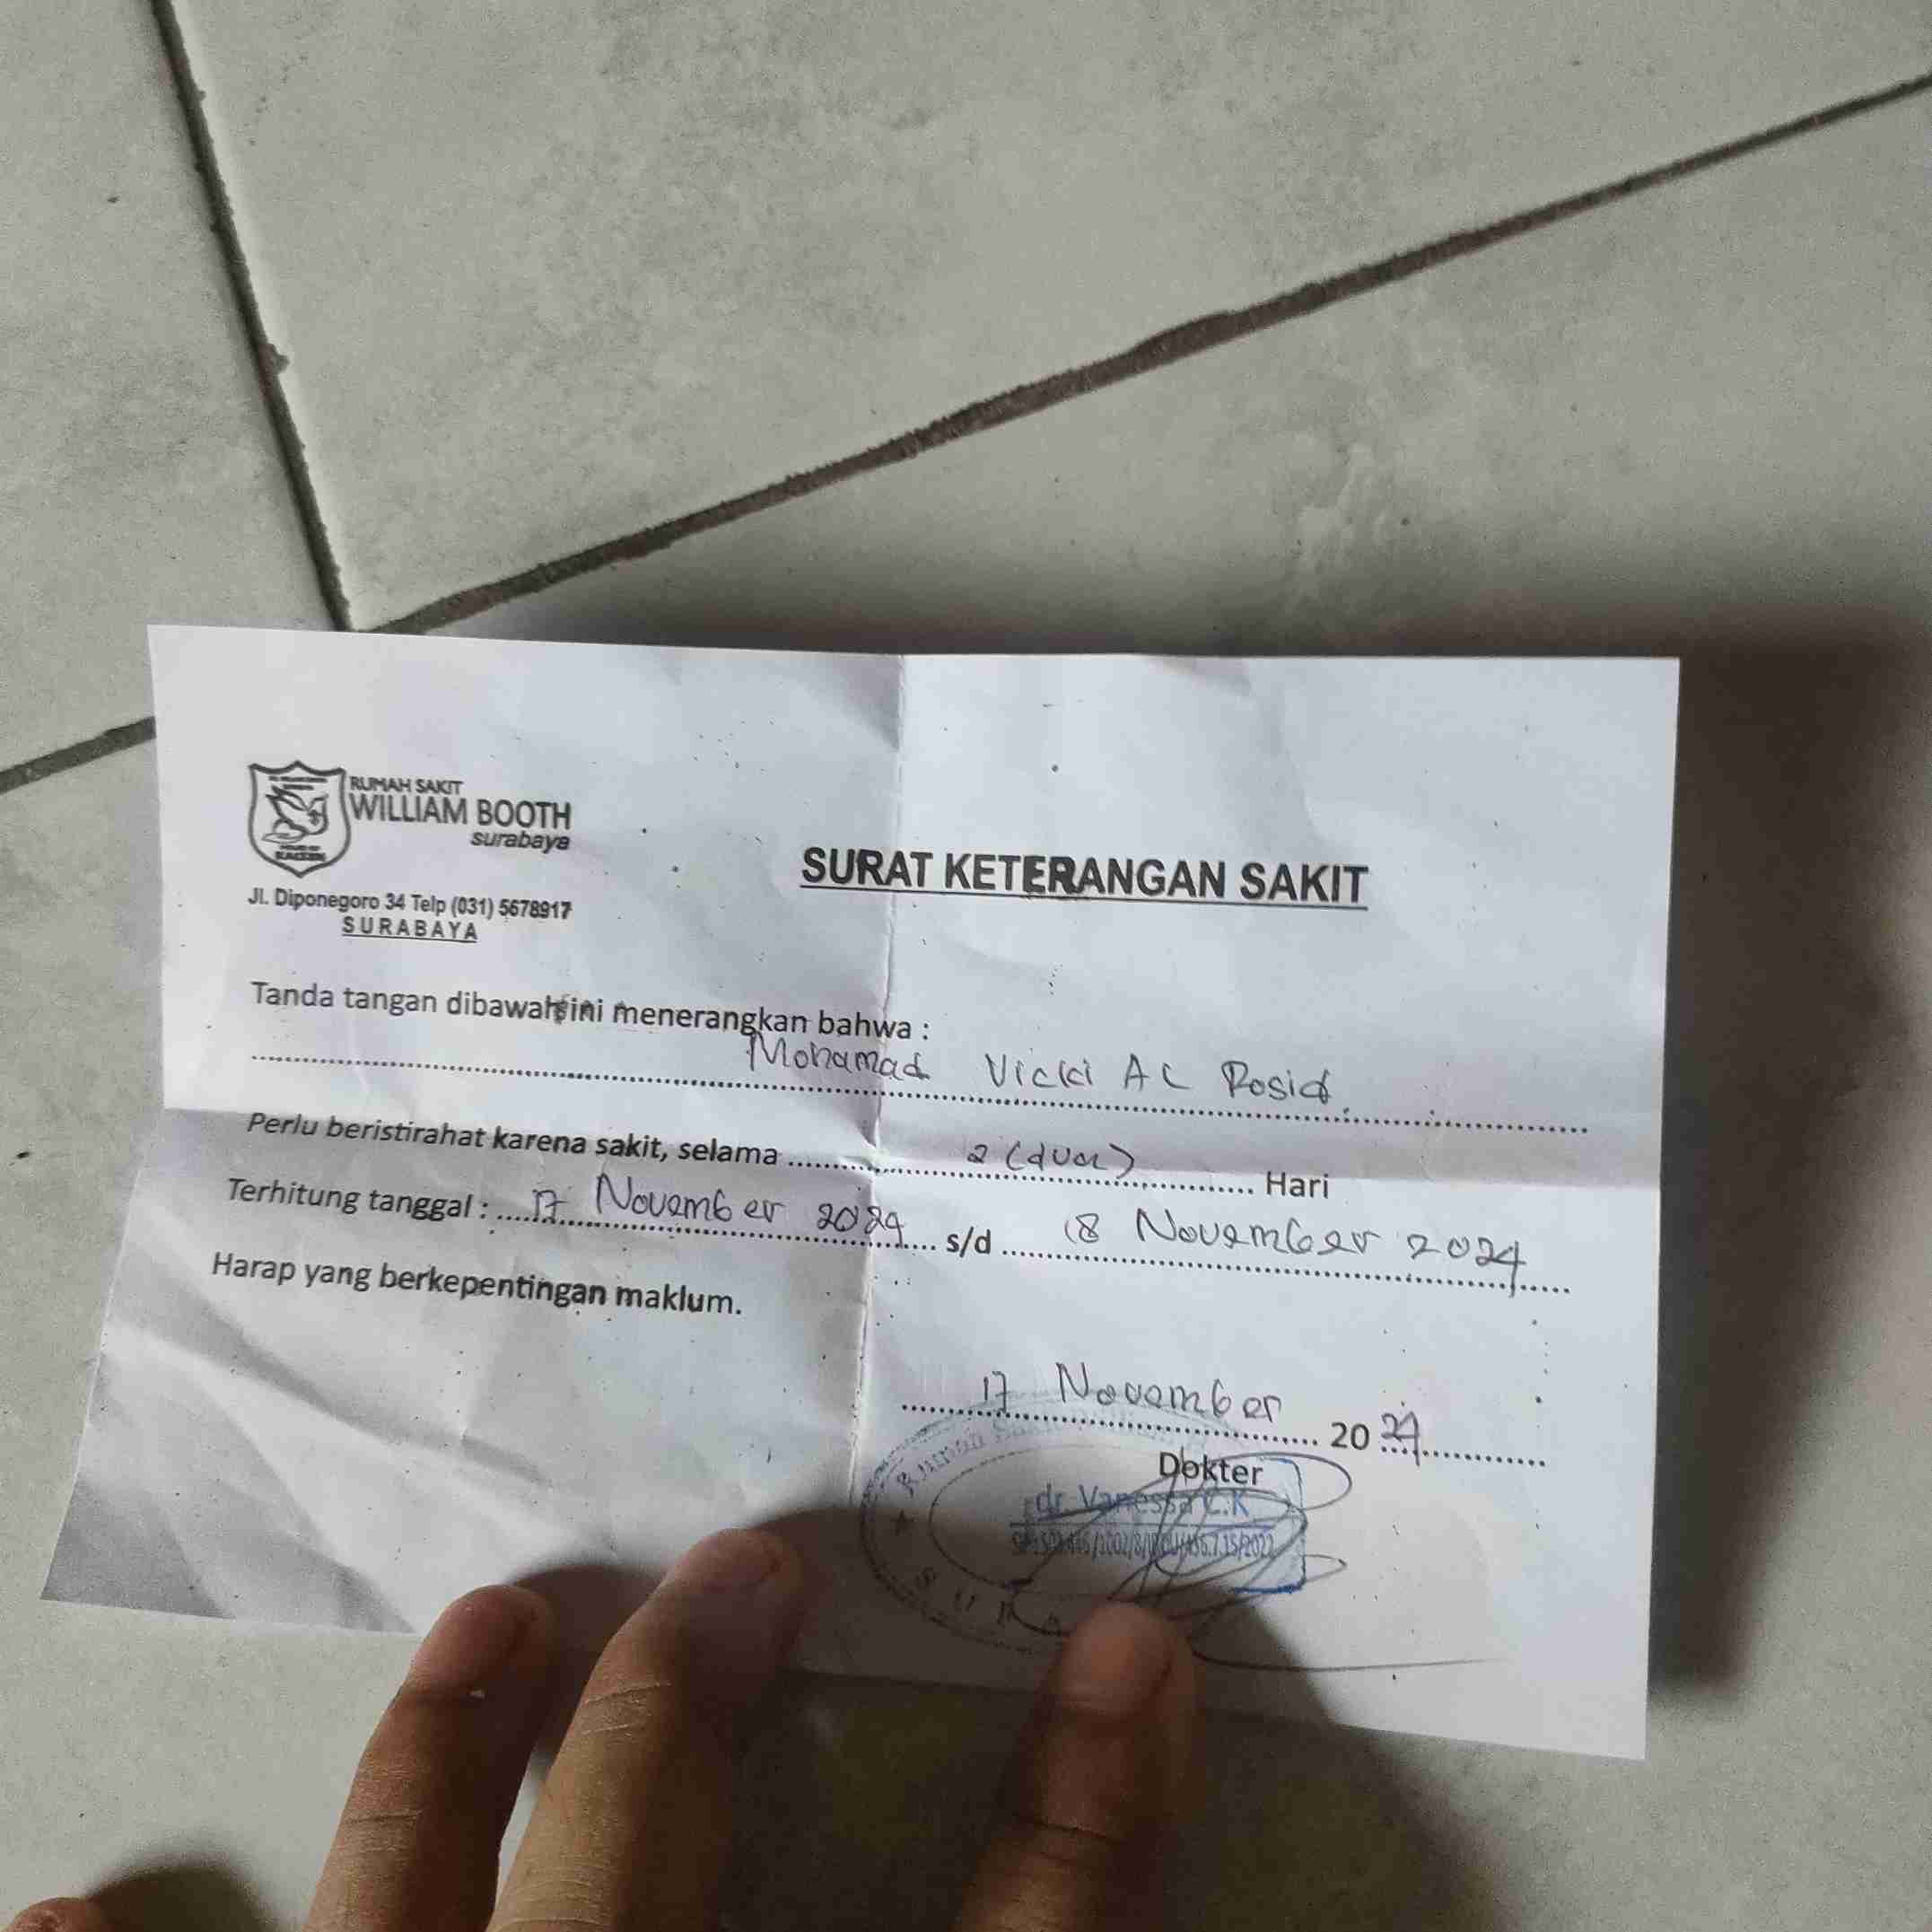 RUMAH SAKIT
WILLIAM BOOTH
surabaya
Jl. Diponegoro 34 Telp (031) 5678917
SURABAYA
SURAT KETERANGAN SAKIT
Tanda tangan dibawah ini menerangkan bahwa :
Mohamad Vicki AL Rosid
Perlu beristirahat karena sakit, selama 2 (dua) Hari
Terhitung tanggal : 17 November 2024 s/d 18 November 2024
Harap yang berkepentingan maklum.
17 November 2024
Dokter
dr. Vanessa C.K
Rumah Sakit